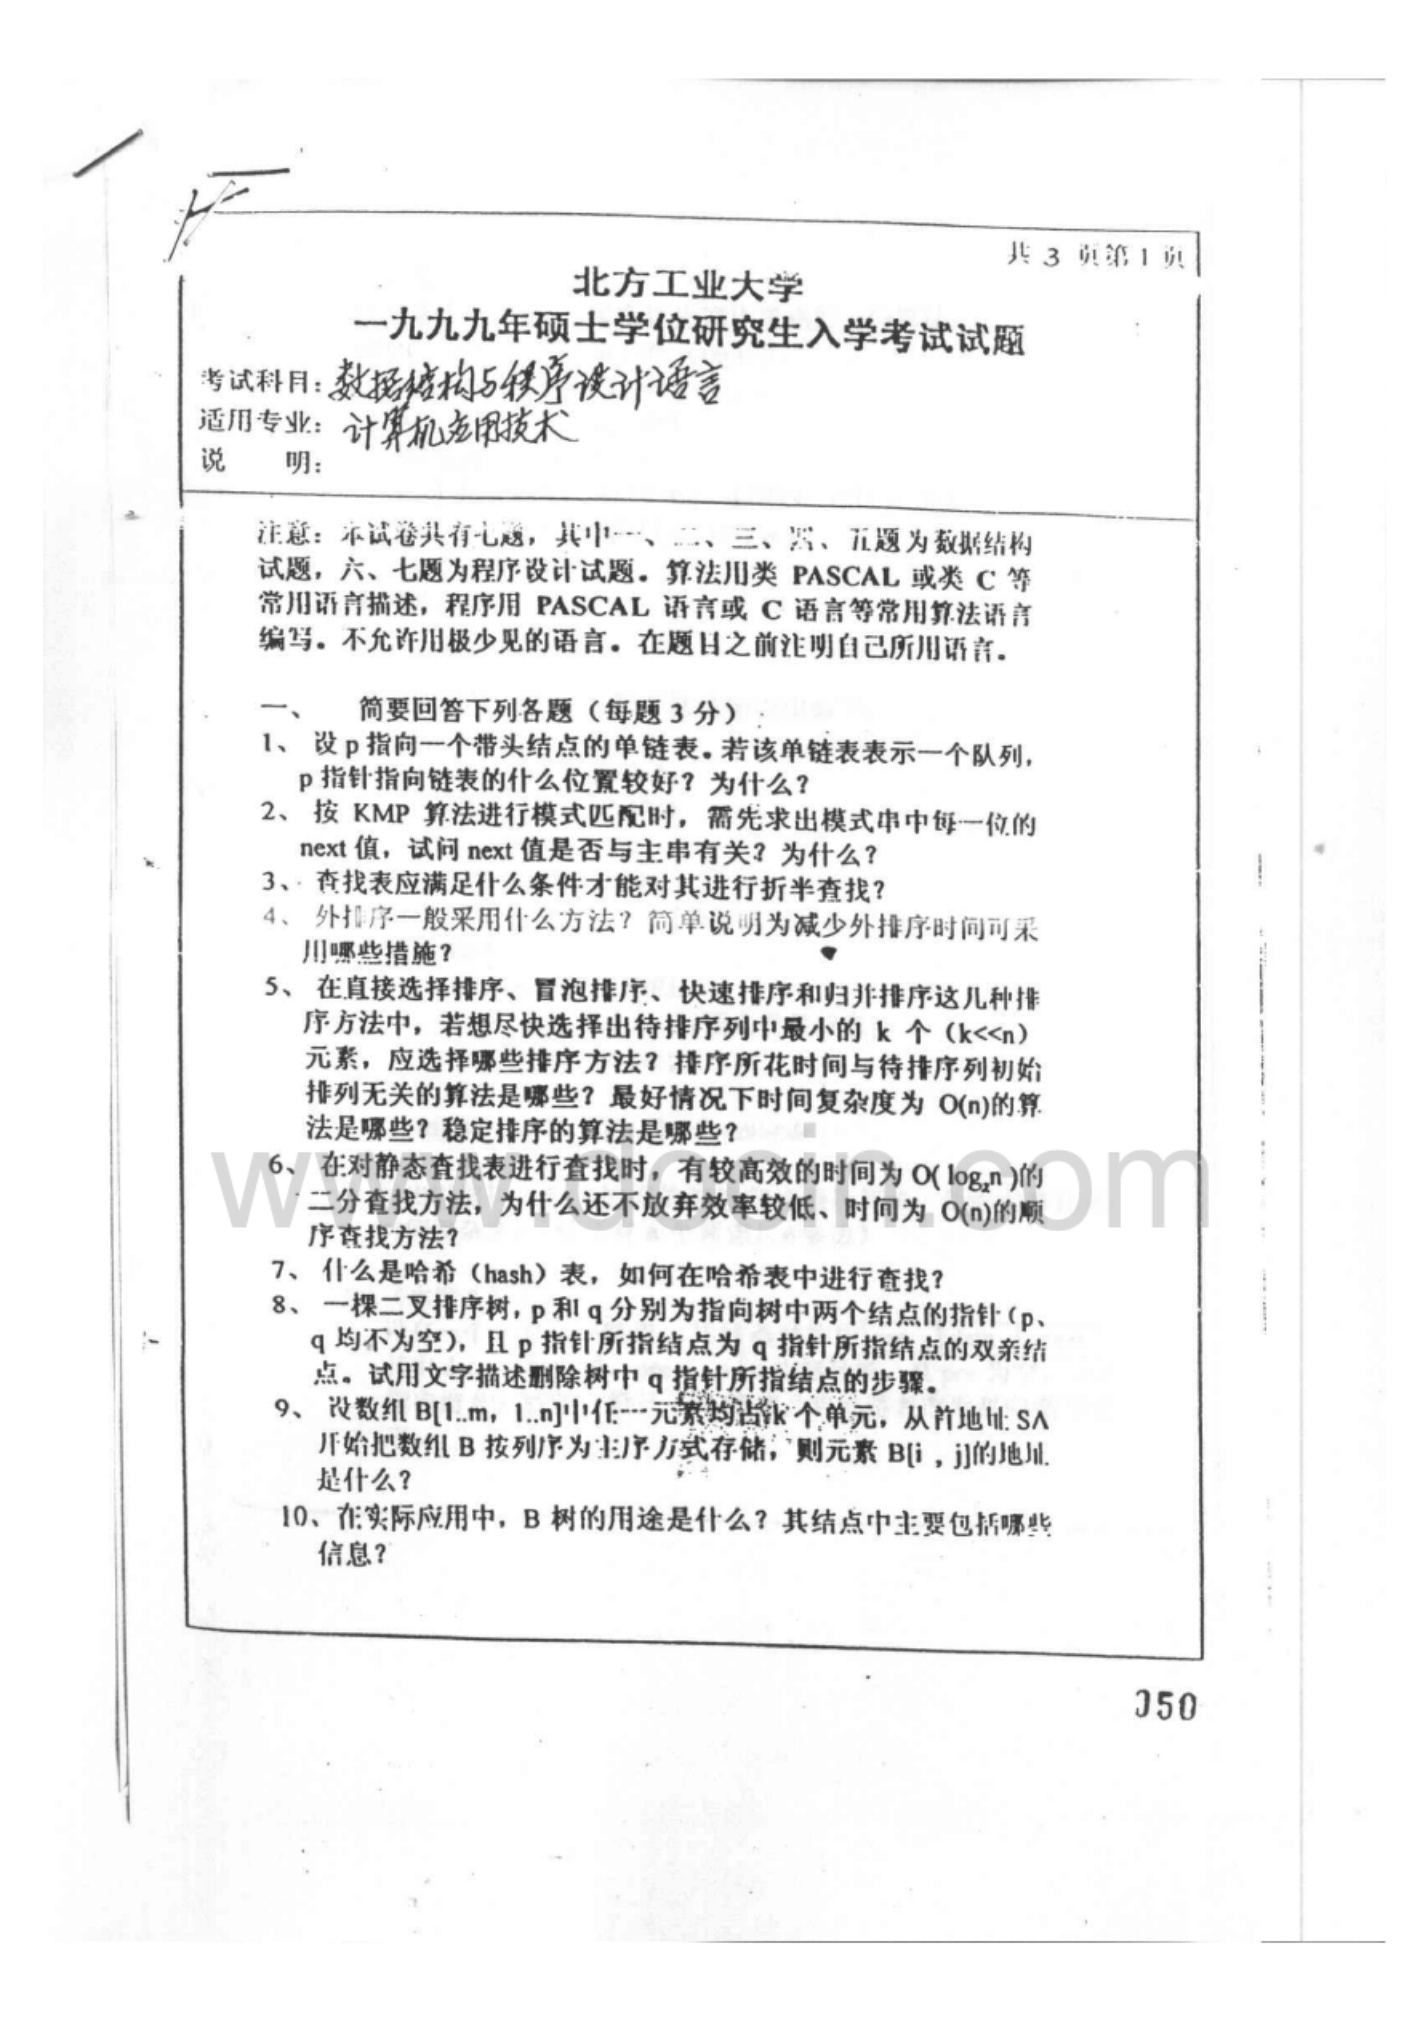 共 3 页第 1 页
北方工业大学
一九九九年硕士学位研究生入学考试试题
考试科目：数据结构与程序设计语言
适用专业：计算机应用技术
说 明：
注意：本试卷共有七题，其中一、二、三、四、五题为数据结构
试题，六、七题为程序设计试题。算法用类 PASCAL 或类 C 等
常用语言描述，程序用 PASCAL 语言或 C 语言等常用算法语言
编写。不允许用极少见的语言。在题目之前注明自己所用语言。
一、 简要回答下列各题（每题 3 分）
1、 设 p 指向一个带头结点的单链表。若该单链表表示一个队列，
p 指针指向链表的什么位置较好？为什么？
2、 按 KMP 算法进行模式匹配时，需先求出模式串中每一位的
next 值，试问 next 值是否与主串有关？为什么？
3、 查找表应满足什么条件才能对其进行折半查找？
4、 外排序一般采用什么方法？简单说明为减少外排序时间可采
用哪些措施？
5、 在直接选择排序、冒泡排序、快速排序和归并排序这几种排
序方法中，若想尽快选择出待排序列中最小的 k 个（k<<n）
元素，应选择哪些排序方法？排序所花时间与待排序列初始
排列无关的算法是哪些？最好情况下时间复杂度为 O(n)的算
法是哪些？稳定排序的算法是哪些？
6、 在对静态查找表进行查找时，有较高效的时间为 O( log₂n )的
二分查找方法，为什么还不放弃效率较低、时间为 O(n)的顺
序查找方法？
7、 什么是哈希（hash）表，如何在哈希表中进行查找？
8、 一棵二叉排序树，p 和 q 分别为指向树中两个结点的指针（p、
q 均不为空），且 p 指针所指结点为 q 指针所指结点的双亲结
点。试用文字描述删除树中 q 指针所指结点的步骤。
9、 设数组 B[1..m，1..n]中任一元素均占 k 个单元，从首地址 SA
开始把数组 B 按列序为主序方式存储，则元素 B[i , j]的地址
是什么？
10、在实际应用中，B 树的用途是什么？其结点中主要包括哪些
信息？
www.docin.com
050